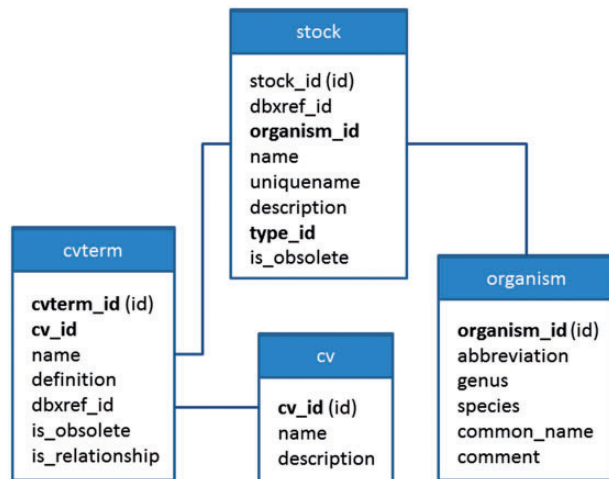 stock
stock_id (id)
dbxref_id
organism_id
name
uniquename
description
type_id
is_obsolete
cvterm
cvterm_id (id)
cv_id
name
definition
dbxref_id
is_obsolete
is_relationship
cv
cv_id (id)
name
description
organism
organism_id (id)
abbreviation
genus
species
common_name
comment